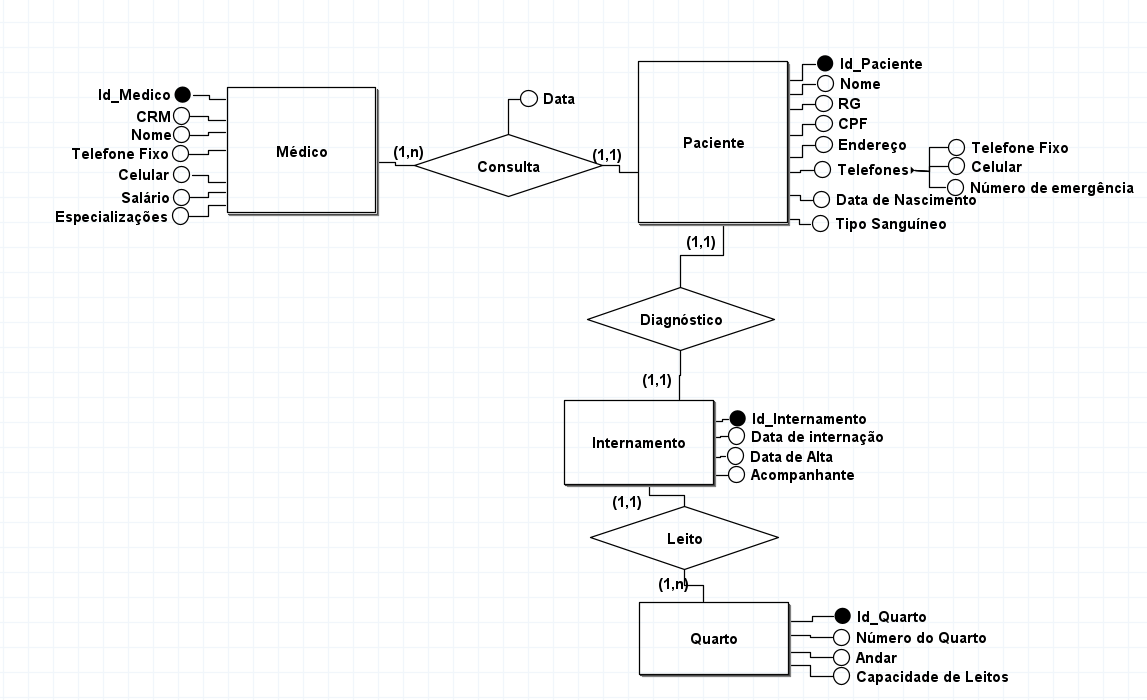 Id_Medico
CRM
Nome
Telefone Fixo
Celular
Salário
Especializações
Médico
(1,n)
Data
Consulta
(1,1)
Paciente
Id_Paciente
Nome
RG
CPF
Endereço
Telefones
Telefone Fixo
Celular
Número de emergência
Data de Nascimento
Tipo Sanguíneo
(1,1)
Diagnóstico
(1,1)
Internamento
Id_Internamento
Data de internação
Data de Alta
Acompanhante
(1,1)
Leito
(1,n)
Quarto
Id_Quarto
Número do Quarto
Andar
Capacidade de Leitos